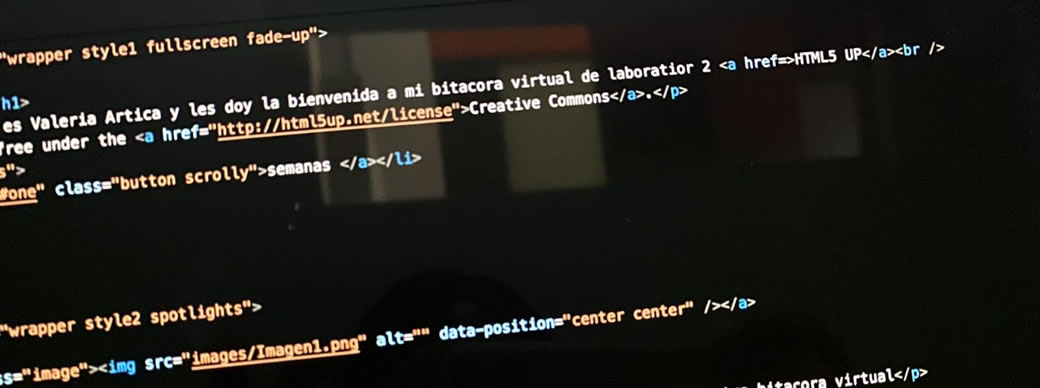 "wrapper style1 fullscreen fade-up">
h1>
es Valeria Artica y les doy la bienvenida a mi bitacora virtual de laboratior 2 <a href=>HTML5 UP</a><br />
free under the <a href="http://html5up.net/license">Creative Commons</a>.</p>
s">
#one" class="button scrolly">semanas </a></li>
"wrapper style2 spotlights">
ss="image"><img src="images/Imagen1.png" alt="" data-position="center center" /></a>
bitacora virtual</p>